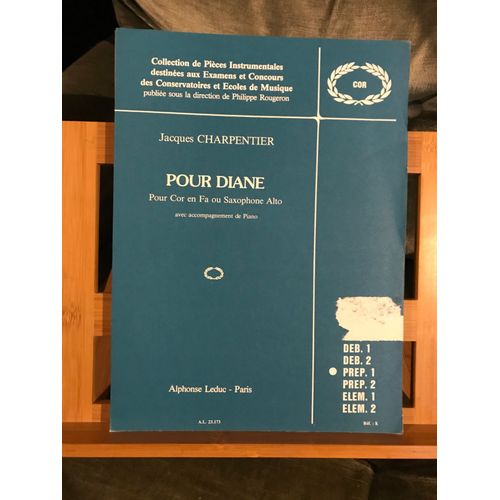 Collection de Pièces Instrumentales
destinées aux Examens et Concours
des Conservatoires et Ecoles de Musique
publiée sous la direction de Philippe Rougeron
COR
Jacques CHARPENTIER
POUR DIANE
Pour Cor en Fa ou Saxophone Alto
avec accompagnement de Piano
DEB. 1
DEB. 2
PREP. 1
PREP. 2
ELEM. 1
ELEM. 2
Alphonse Leduc - Paris
A.L. 25.175
Réf. : E